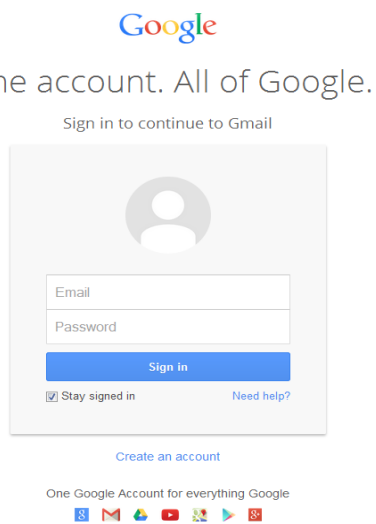 Google
ne account. All of Google.
Sign in to continue to Gmail
Email
Password
Sign in
Stay signed in
Need help?
Create an account
One Google Account for everything Google